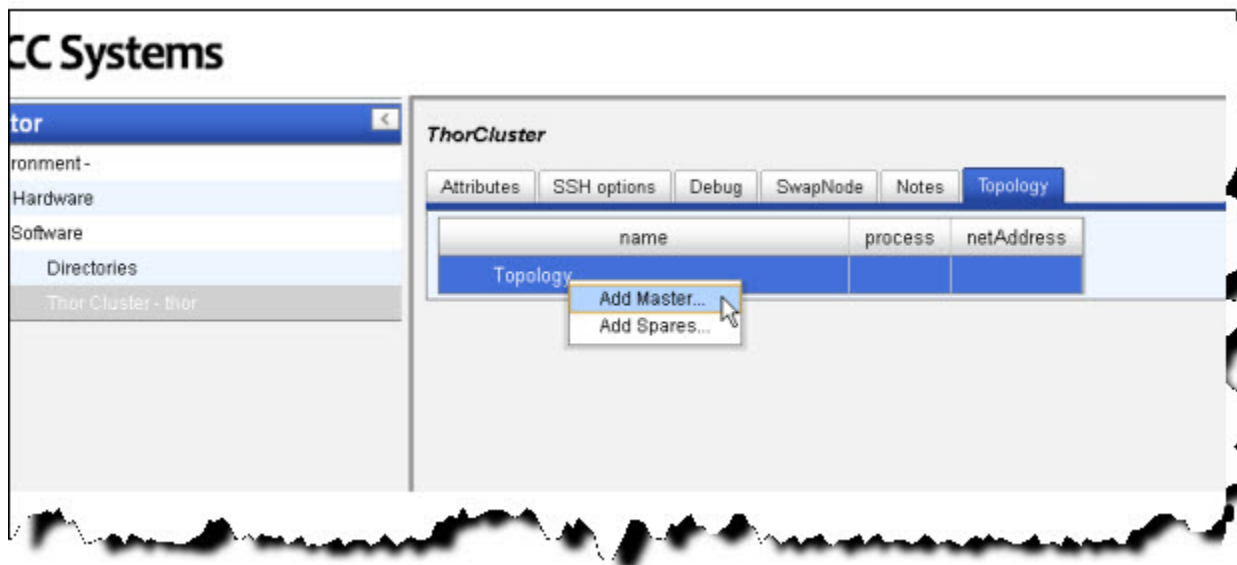 CC Systems
tor
ronment -
Hardware
Software
Directories
Thor Cluster - thor
ThorCluster
Attributes SSH options Debug SwapNode Notes Topology
name process netAddress
Topology
Add Master...
Add Spares...